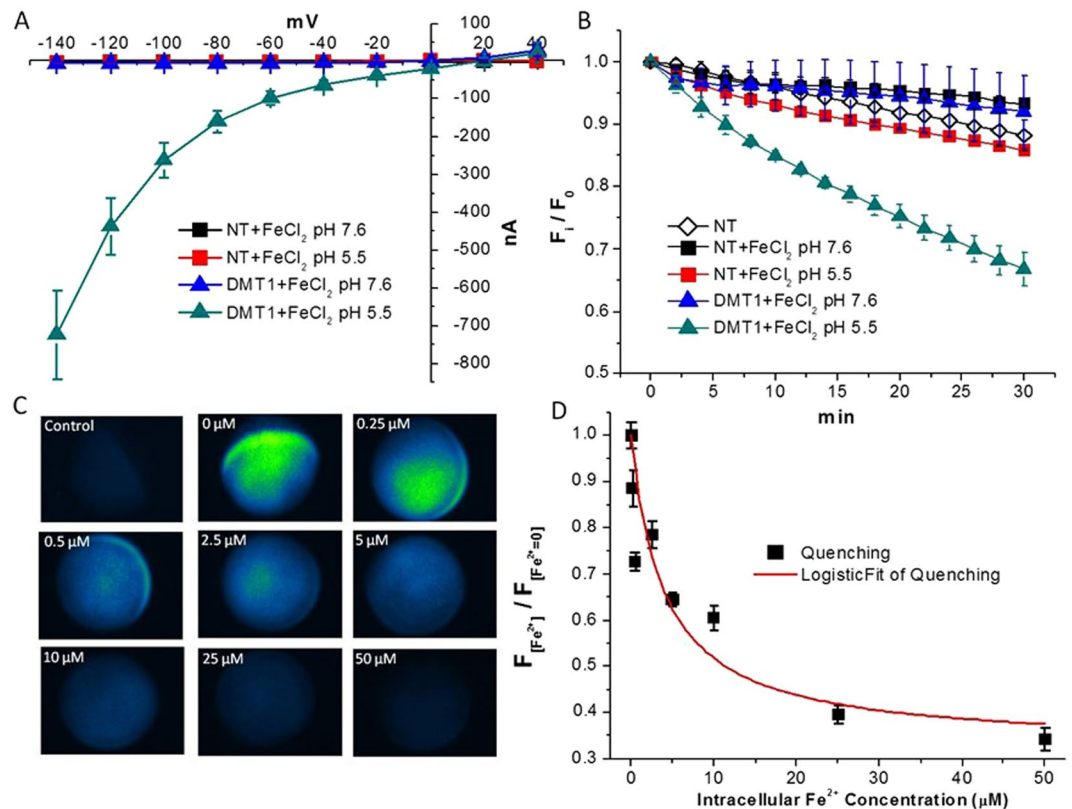 A
mV
-140 -120 -100 -80 -60 -40 -20 0 20 40
100
-100
-200
-300
-400
-500
-600
-700
-800
nA
NT+FeCl₂ pH 7.6
NT+FeCl₂ pH 5.5
DMT1+FeCl₂ pH 7.6
DMT1+FeCl₂ pH 5.5
B
1.0
0.9
0.8
0.7
0.6
0.5
Fᵢ / F₀
NT
NT+FeCl₂ pH 7.6
NT+FeCl₂ pH 5.5
DMT1+FeCl₂ pH 7.6
DMT1+FeCl₂ pH 5.5
0 5 10 15 20 25 30
min
C
Control
0 µM
0.25 µM
0.5 µM
2.5 µM
5 µM
10 µM
25 µM
50 µM
D
1.0
0.9
0.8
0.7
0.6
0.5
0.4
0.3
F[Fe²⁺] / F[Fe²⁺=0]
Quenching
LogisticFit of Quenching
0 10 20 30 40 50
Intracellular Fe²⁺ Concentration (µM)